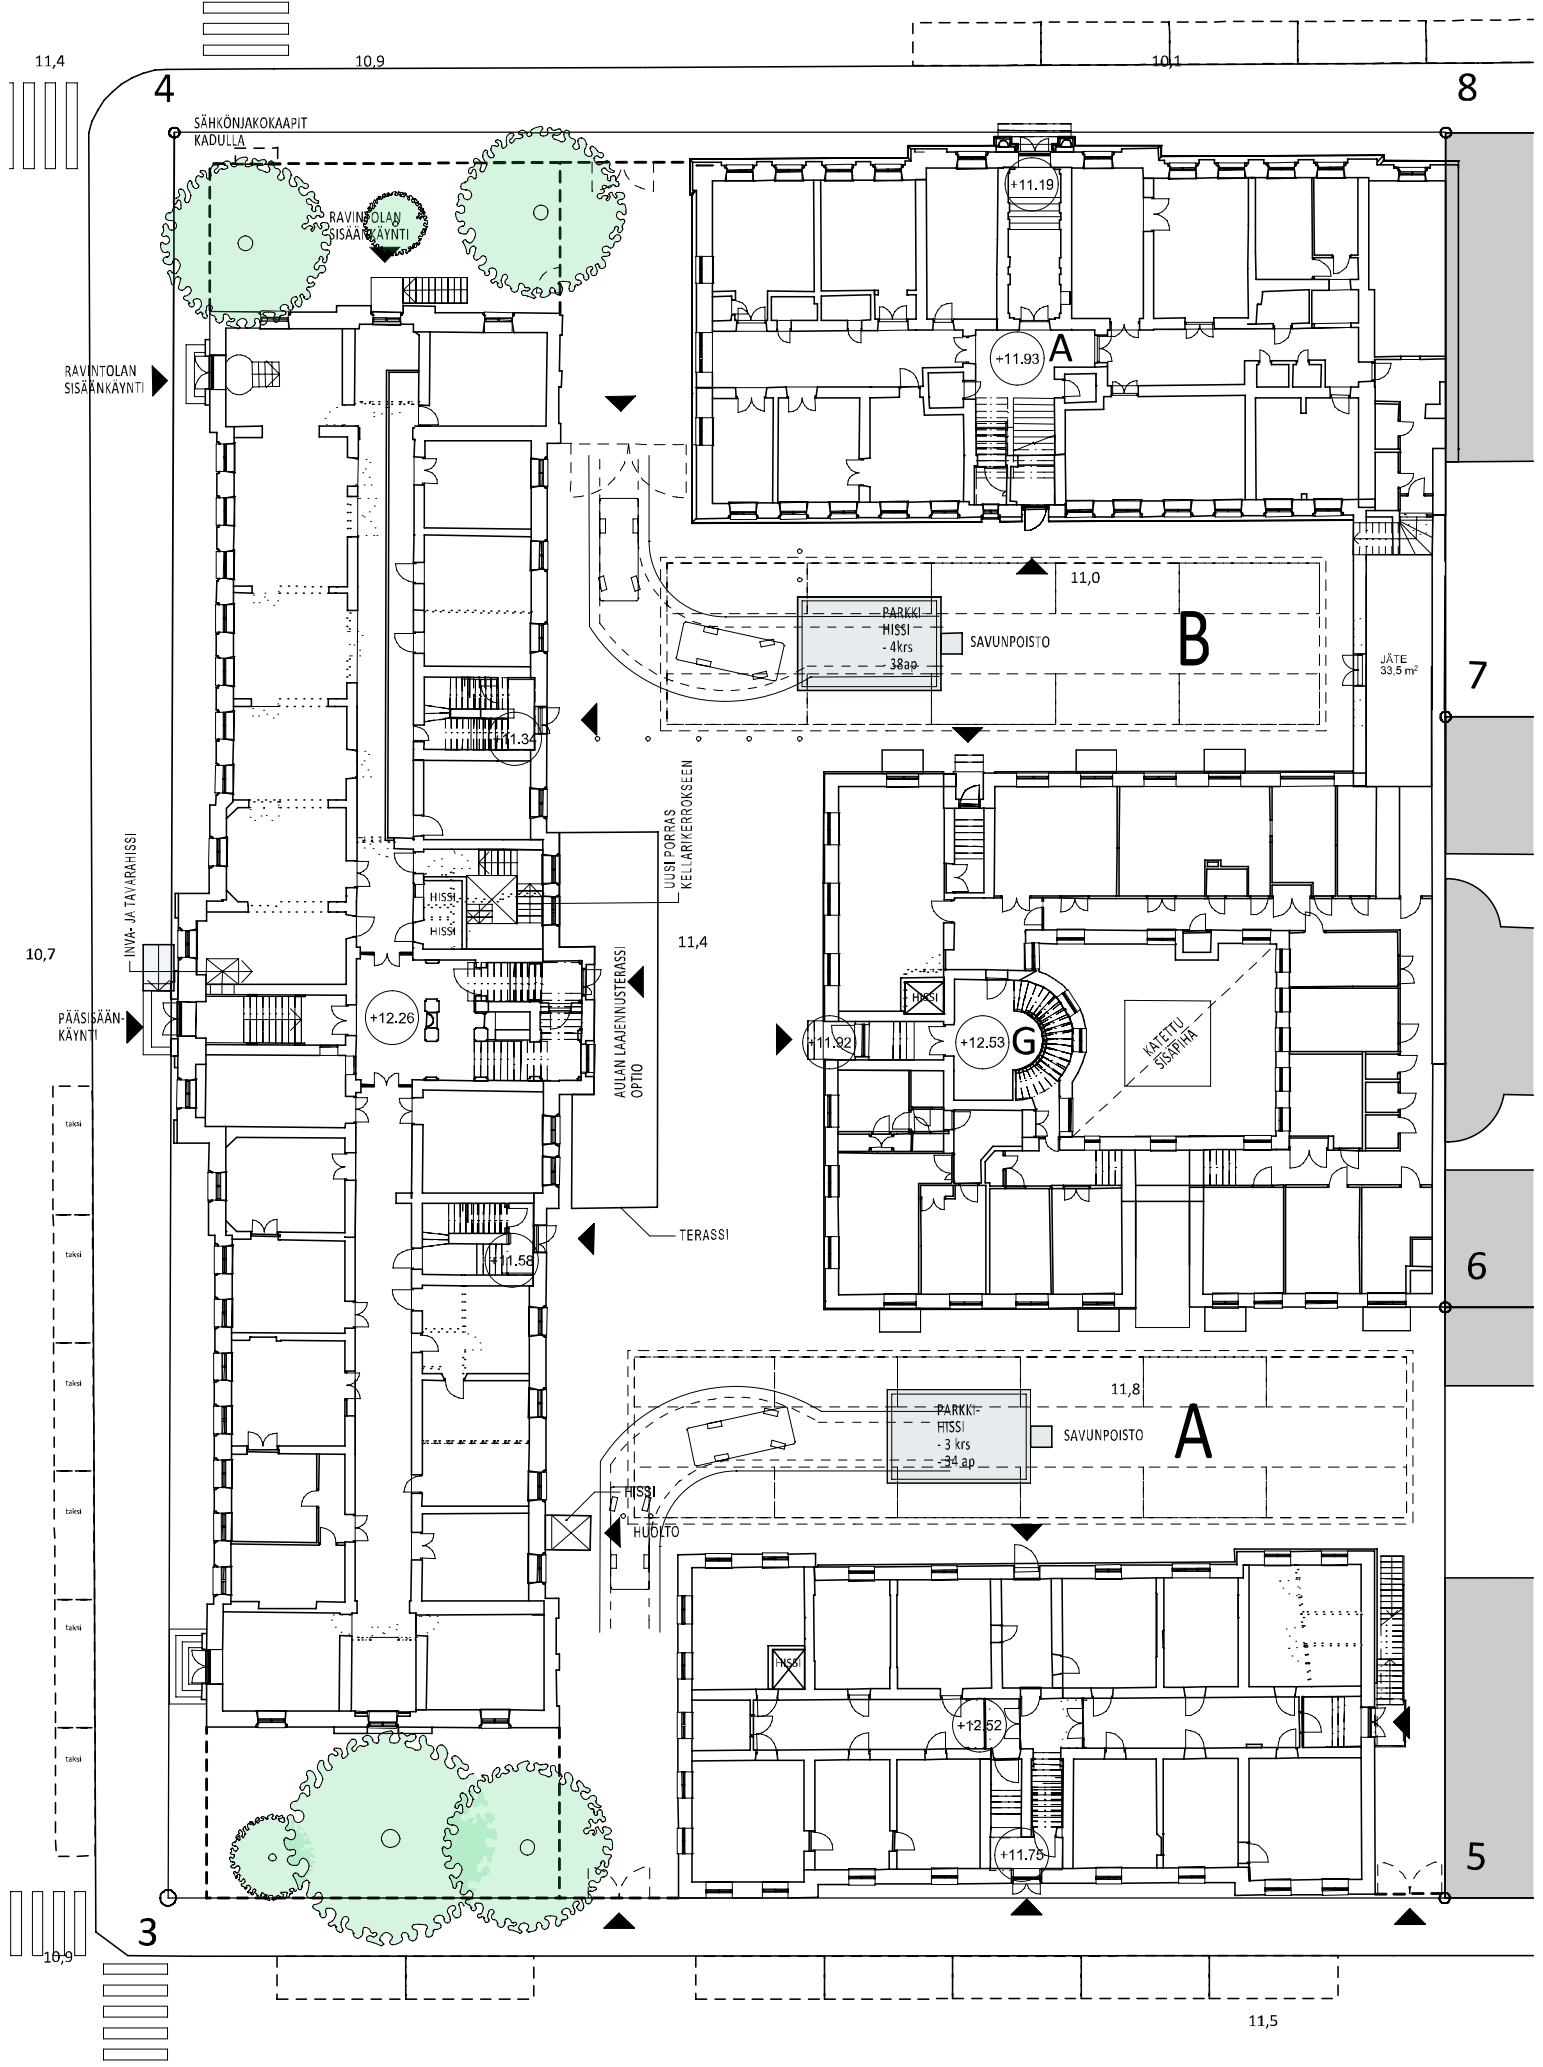 11,4
10,9
10,1
4
8
SÄHKÖNJAKOKAAPIT
KADULLA
+11.19
RAVINTOLAN
SISÄÄNKÄYNTI
+11.93
A
RAVINTOLAN
SISÄÄNKÄYNTI
11,0
PARKKI
HISSI
- 4krs
- 38ap
SAVUNPOISTO
B
JÄTE
33,5 m²
7
+11.34
UUSI PORRAS
KELLARIKERROKSEEN
INVA- JA TAVARAHISSI
HISSI
HISSI
10,7
11,4
AULAN LAAJENNUSTERASSI
OPTIO
HISSI
PÄÄSISÄÄN-
KÄYNTI
+12.26
+11.92
+12.53
G
KATETTU
SISÄPIHA
taksi
TERASSI
taksi
+11.58
6
taksi
11,8
PARKKI-
HISSI
- 3 krs
- 34 ap
SAVUNPOISTO
A
HISSI
taksi
HUOLTO
taksi
HISSI
+12.52
taksi
+11.75
5
3
10,9
11,5